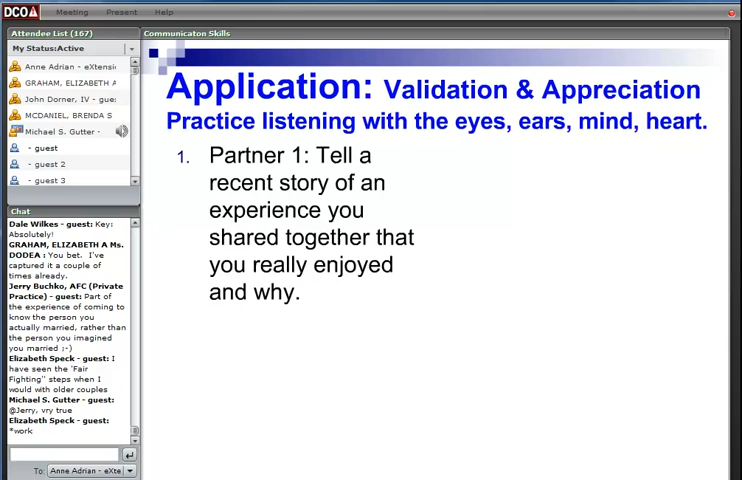 DCO
Meeting Present Help
Attendee List (167)
My Status:Active
Anne Adrian - eXtensio
GRAHAM, ELIZABETH A
John Dorner, IV - gues
MCDANIEL, BRENDA S
Michael S. Gutter -
- guest
- guest 2
- guest 3
Chat
Dale Wilkes - guest: Key:
Absolutely!
GRAHAM, ELIZABETH A Ms.
DODEA : You bet. I've
captured it a couple of
times already.
Jerry Buchko, AFC (Private
Practice) - guest: Part of
the experience of coming to
know the person you
actually married, rather than
the person you imagined
you married ;-)
Elizabeth Speck - guest: I
have seen the 'Fair
Fighting" steps when I
would with older couples
Michael S. Gutter - guest:
@Jerry, vry true
Elizabeth Speck - guest:
*work
To: Anne Adrian - eXte
Communicaton Skills
Application: Validation & Appreciation
Practice listening with the eyes, ears, mind, heart.
1. Partner 1: Tell a
recent story of an
experience you
shared together that
you really enjoyed
and why.